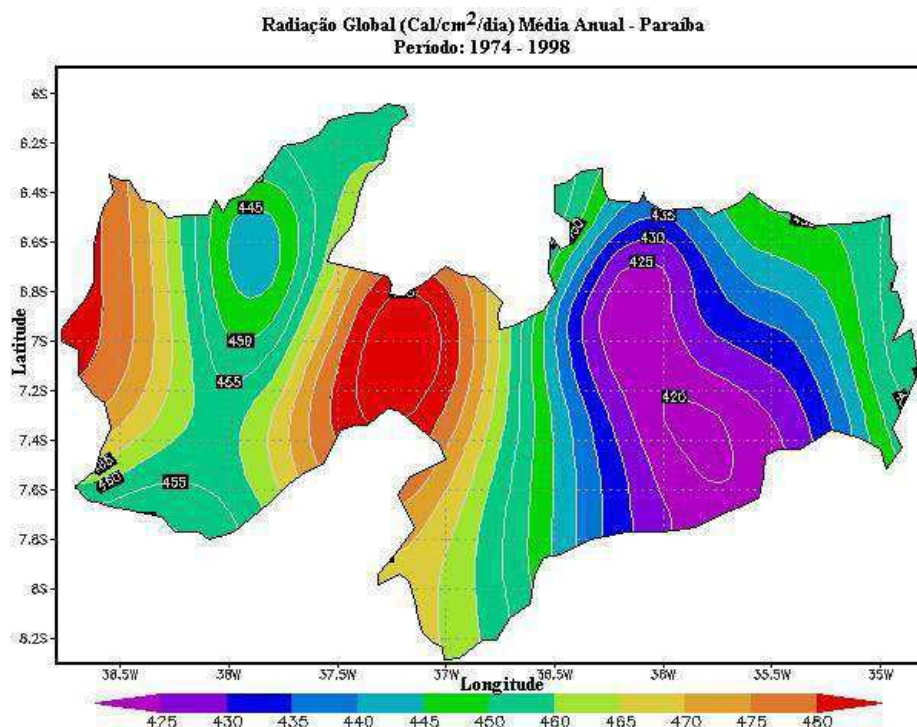 Radiação Global (Cal/cm2/dia) Média Anual - Paraíba
Período: 1974 - 1998
6S
6.2S
6.4S
6.6S
6.8S
7S
7.2S
7.4S
7.6S
7.8S
8S
8.2S
Latitude
445
450
455
460
455
435
430
425
420
38.5W
38W
37.5W
37W
36.5W
36W
35.5W
35W
Longitude
425
430
435
440
445
450
460
465
470
475
480